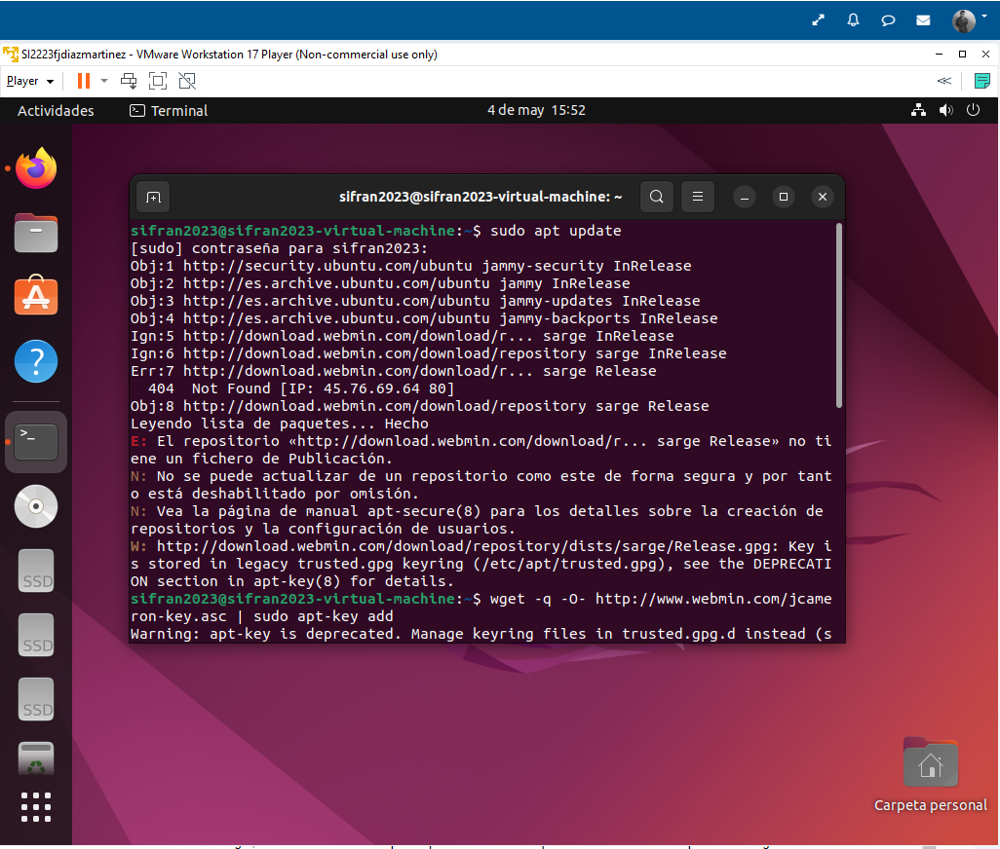 SI2223fjdiazmartinez - VMware Workstation 17 Player (Non-commercial use only)
Player
Actividades
Terminal
4 de may 15:52
sifran2023@sifran2023-virtual-machine: ~
sifran2023@sifran2023-virtual-machine:~$ sudo apt update
[sudo] contraseña para sifran2023:
Obj:1 http://security.ubuntu.com/ubuntu jammy-security InRelease
Obj:2 http://es.archive.ubuntu.com/ubuntu jammy InRelease
Obj:3 http://es.archive.ubuntu.com/ubuntu jammy-updates InRelease
Obj:4 http://es.archive.ubuntu.com/ubuntu jammy-backports InRelease
Ign:5 http://download.webmin.com/download/r... sarge InRelease
Ign:6 http://download.webmin.com/download/repository sarge InRelease
Err:7 http://download.webmin.com/download/r... sarge Release
  404  Not Found [IP: 45.76.69.64 80]
Obj:8 http://download.webmin.com/download/repository sarge Release
Leyendo lista de paquetes... Hecho
E: El repositorio «http://download.webmin.com/download/r... sarge Release» no ti
ene un fichero de Publicación.
N: No se puede actualizar de un repositorio como este de forma segura y por tant
o está deshabilitado por omisión.
N: Vea la página de manual apt-secure(8) para los detalles sobre la creación de
repositorios y la configuración de usuarios.
W: http://download.webmin.com/download/repository/dists/sarge/Release.gpg: Key i
s stored in legacy trusted.gpg keyring (/etc/apt/trusted.gpg), see the DEPRECATI
ON section in apt-key(8) for details.
sifran2023@sifran2023-virtual-machine:~$ wget -q -O- http://www.webmin.com/jcame
ron-key.asc | sudo apt-key add
Warning: apt-key is deprecated. Manage keyring files in trusted.gpg.d instead (s
SSD
SSD
SSD
Carpeta personal